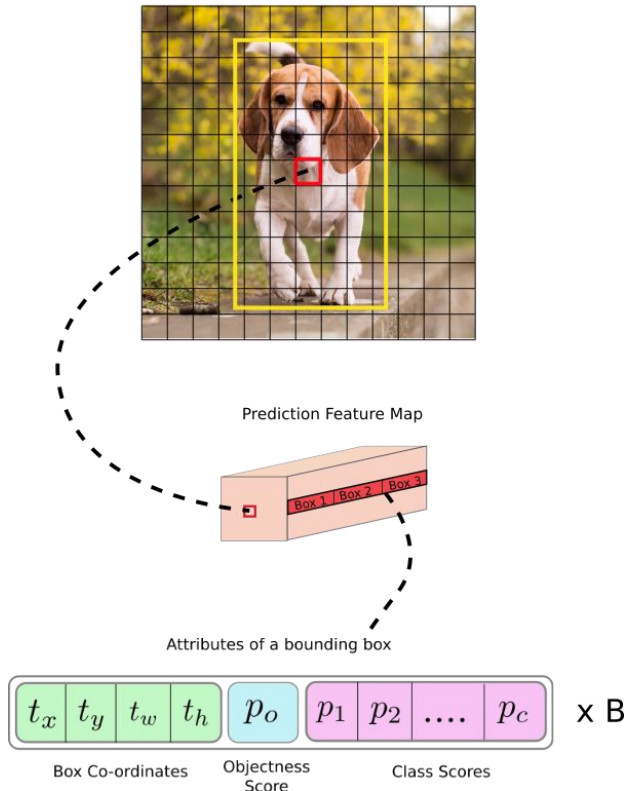 Prediction Feature Map
Box 1 Box 2 Box 3
Attributes of a bounding box
t_x t_y t_w t_h p_o p_1 p_2 .... p_c x B
Box Co-ordinates Objectness Score Class Scores